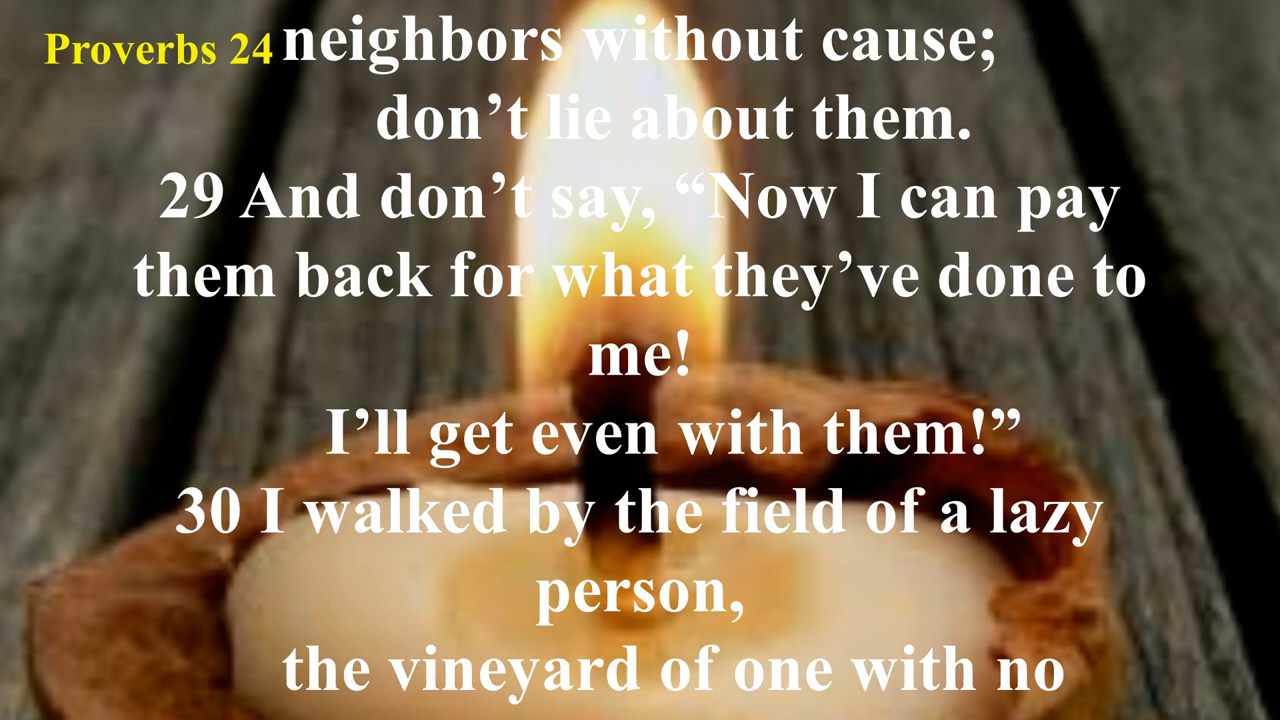 Proverbs 24
neighbors without cause;
don’t lie about them.
29 And don’t say, “Now I can pay
them back for what they’ve done to
me!
I’ll get even with them!”
30 I walked by the field of a lazy
person,
the vineyard of one with no